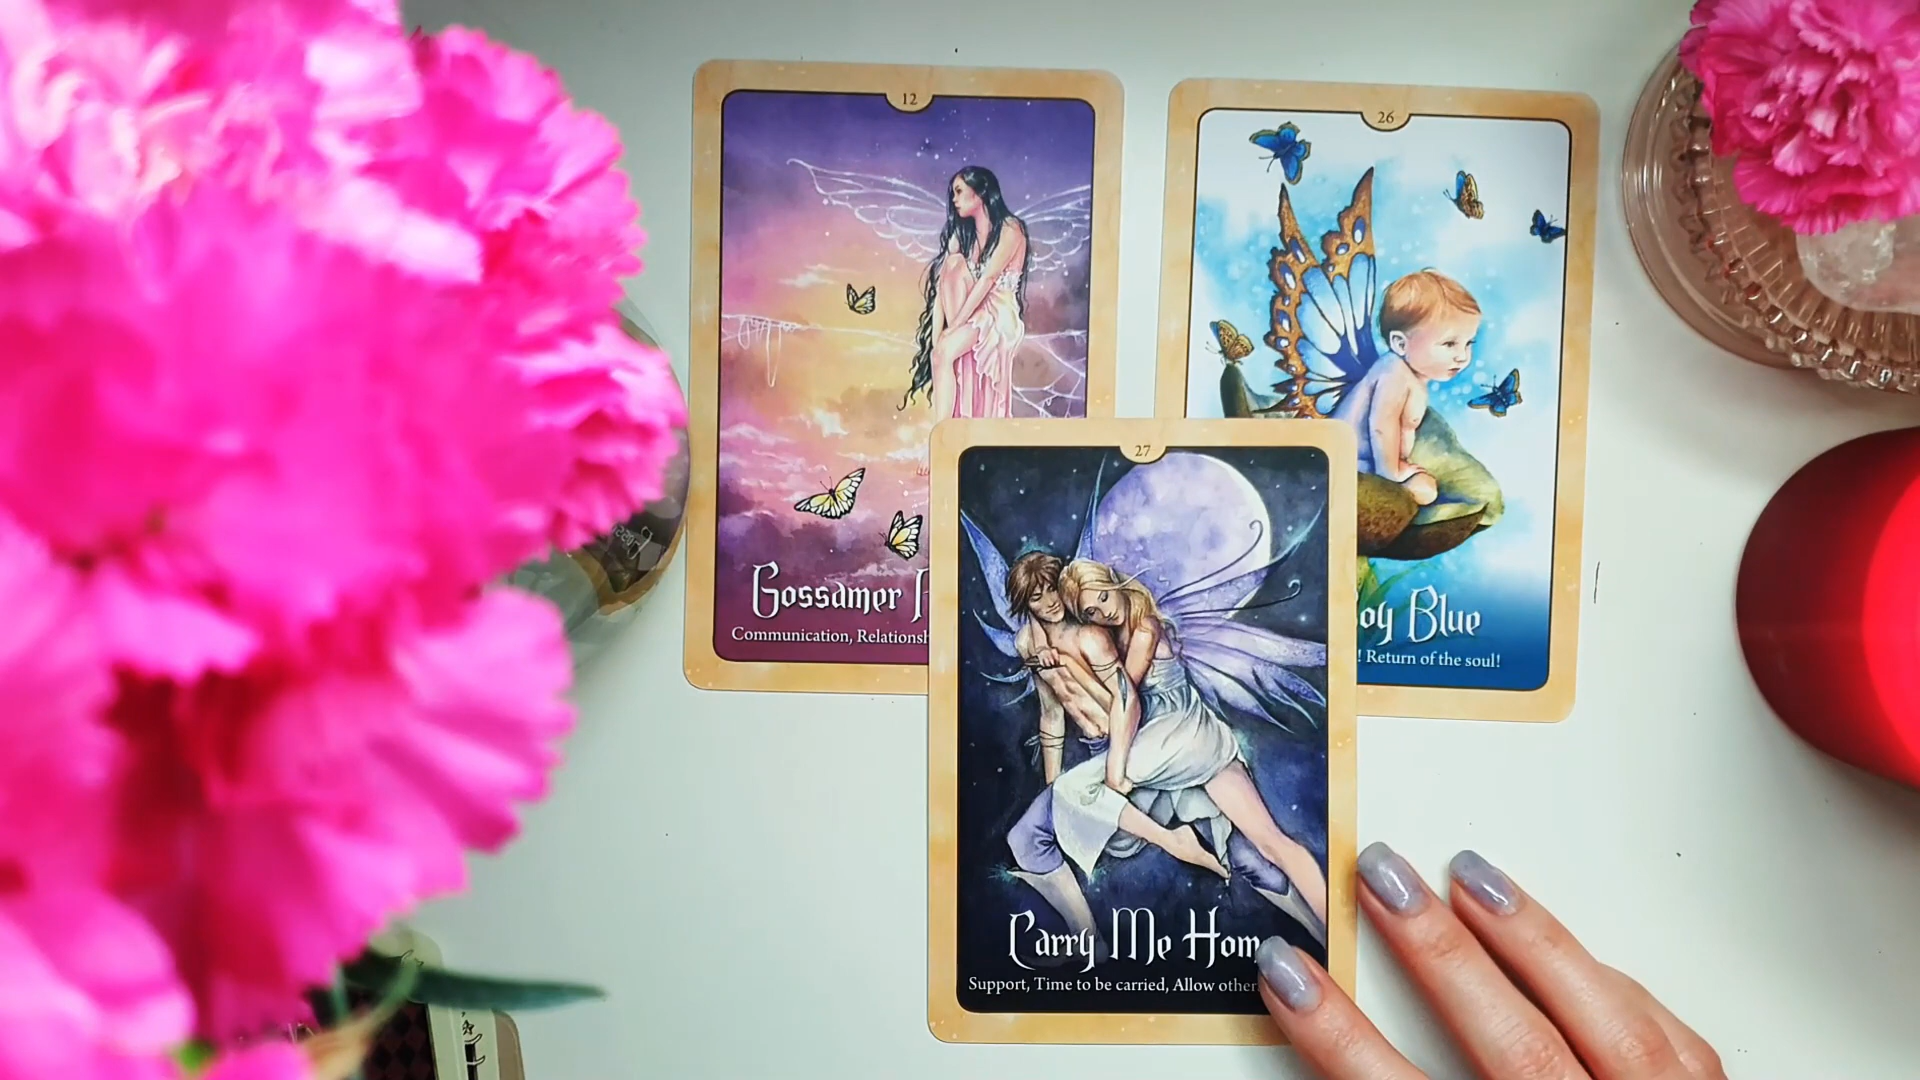 12
Gossamer
Communication, Relationsh
26
oy Blue
! Return of the soul!
27
Carry Me Hom
Support, Time to be carried, Allow other